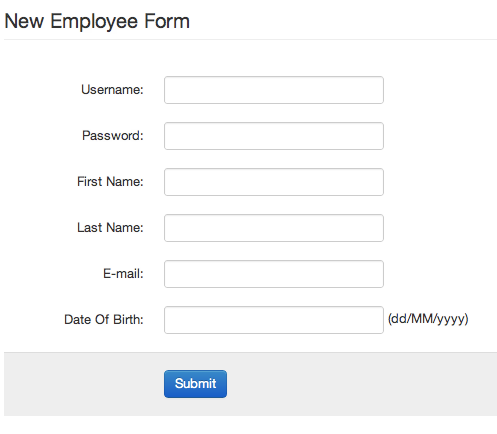 New Employee Form
Username:
Password:
First Name:
Last Name:
E-mail:
Date Of Birth: (dd/MM/yyyy)
Submit